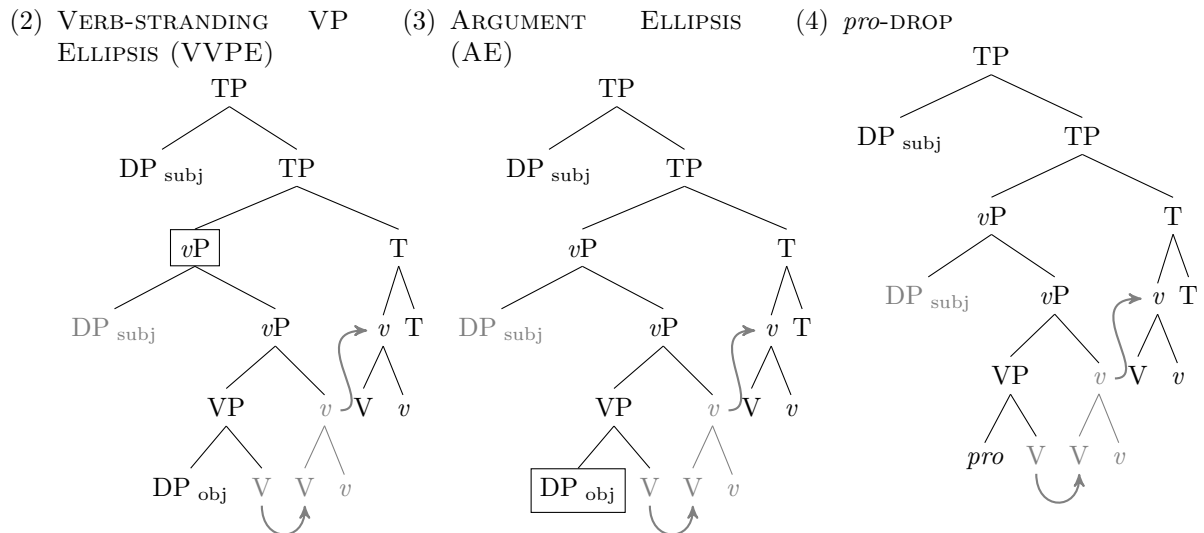 (2) VERB-STRANDING VP
ELLIPSIS (VVPE)
TP
DP subj
TP
vP
T
DP subj
vP
v T
VP
v
V v
DP obj
V V v
(3) ARGUMENT ELLIPSIS
(AE)
TP
DP subj
TP
vP
T
DP subj
vP
v T
VP
v
V v
DP obj
V V v
(4) pro-DROP
TP
DP subj
TP
vP
T
DP subj
vP
v T
VP
v
V v
pro
V V v